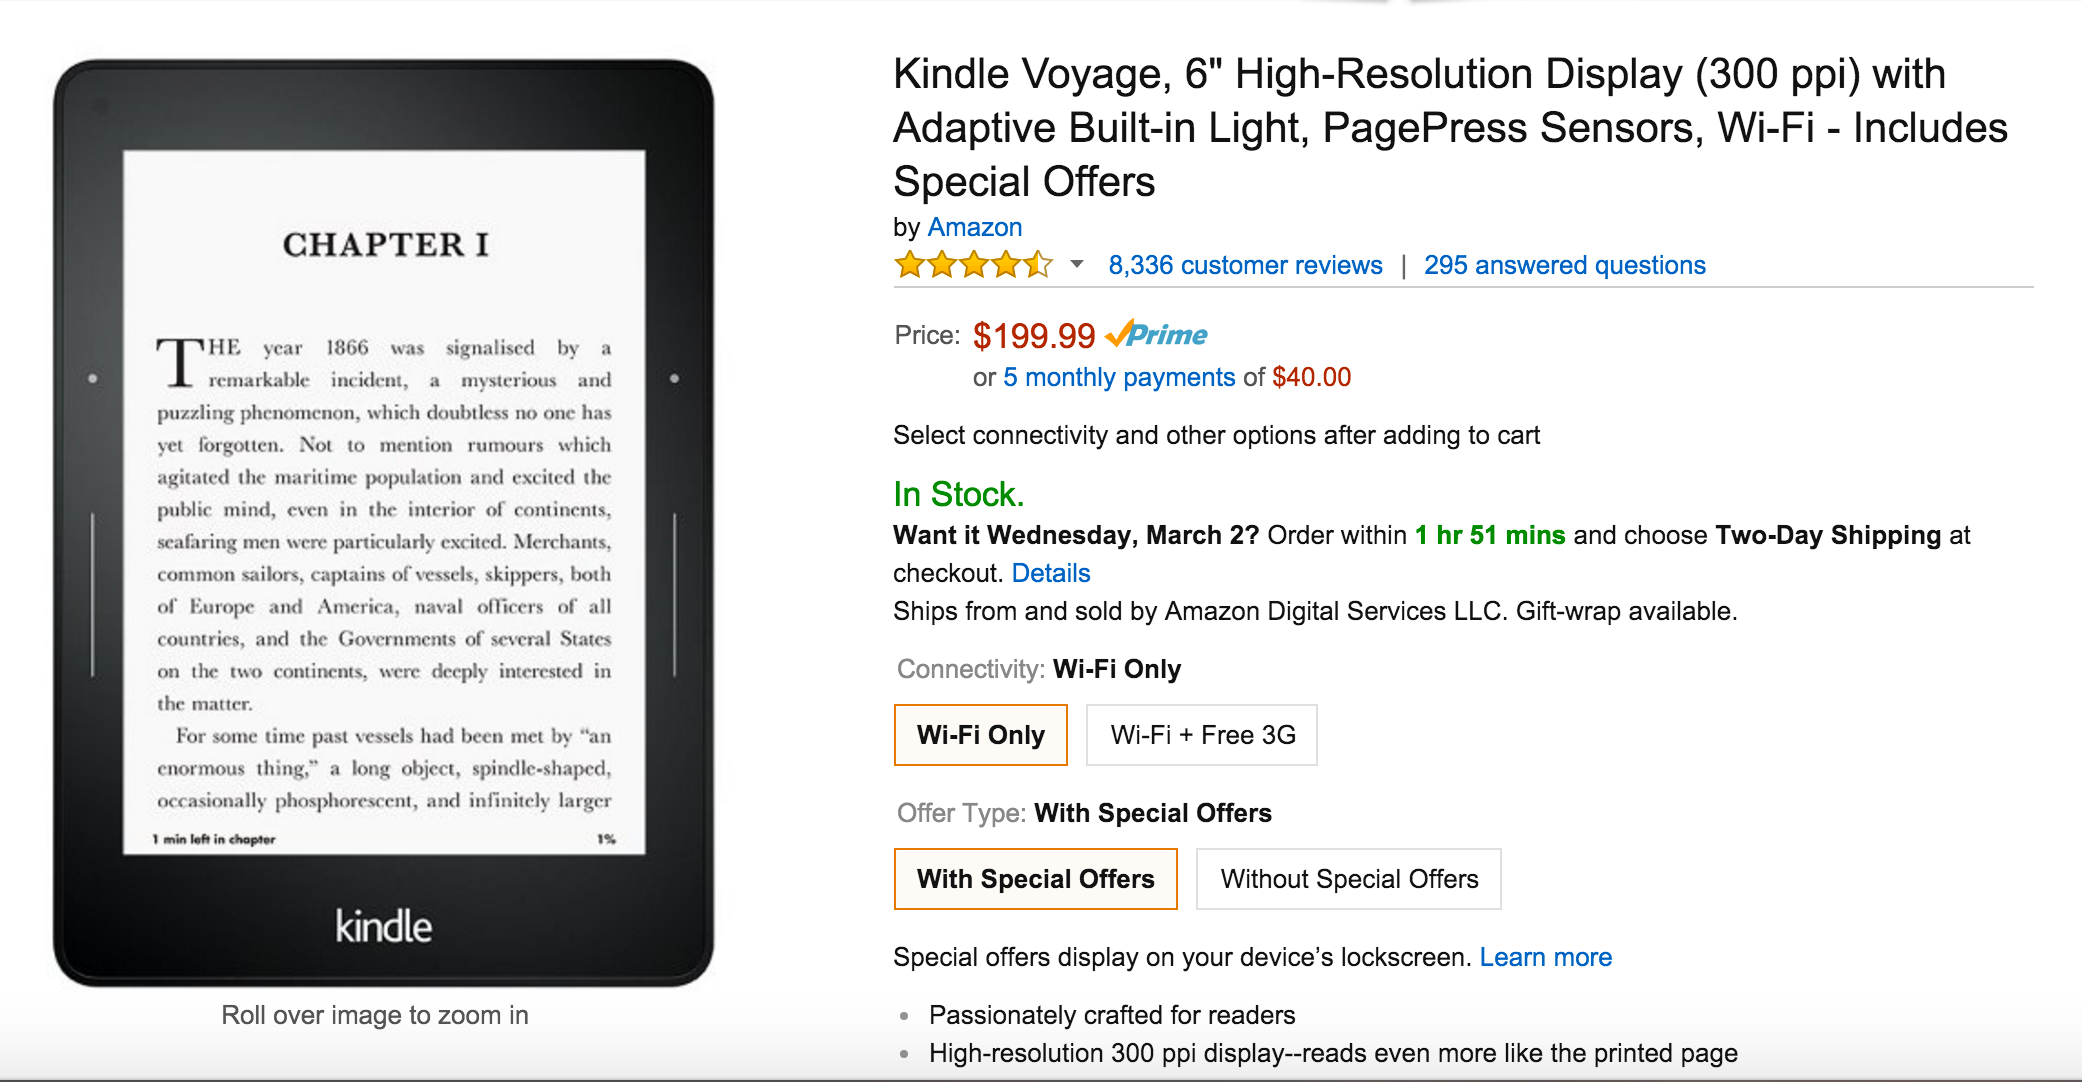 CHAPTER I
THE year 1866 was signalised by a
remarkable incident, a mysterious and
puzzling phenomenon, which doubtless no one has
yet forgotten. Not to mention rumours which
agitated the maritime population and excited the
public mind, even in the interior of continents,
seafaring men were particularly excited. Merchants,
common sailors, captains of vessels, skippers, both
of Europe and America, naval officers of all
countries, and the Governments of several States
on the two continents, were deeply interested in
the matter.
For some time past vessels had been met by “an
enormous thing,” a long object, spindle-shaped,
occasionally phosphorescent, and infinitely larger
1 min left in chapter 1%
kindle
Roll over image to zoom in
Kindle Voyage, 6" High-Resolution Display (300 ppi) with
Adaptive Built-in Light, PagePress Sensors, Wi-Fi - Includes
Special Offers
by Amazon
8,336 customer reviews | 295 answered questions
Price: $199.99 Prime
or 5 monthly payments of $40.00
Select connectivity and other options after adding to cart
In Stock.
Want it Wednesday, March 2? Order within 1 hr 51 mins and choose Two-Day Shipping at
checkout. Details
Ships from and sold by Amazon Digital Services LLC. Gift-wrap available.
Connectivity: Wi-Fi Only
Wi-Fi Only Wi-Fi + Free 3G
Offer Type: With Special Offers
With Special Offers Without Special Offers
Special offers display on your device’s lockscreen. Learn more
• Passionately crafted for readers
• High-resolution 300 ppi display--reads even more like the printed page